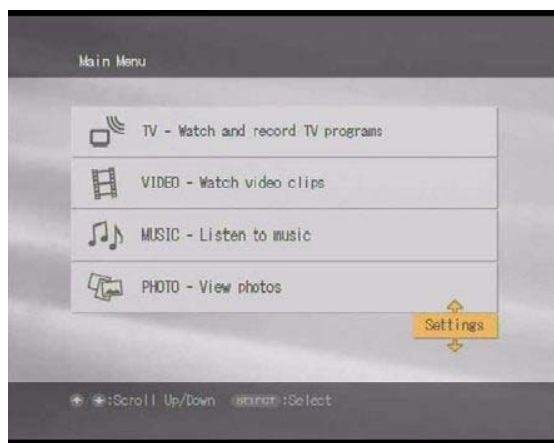 Main Menu
TV - Watch and record TV programs
VIDEO - Watch video clips
MUSIC - Listen to music
PHOTO - View photos
Settings
:Scroll Up/Down SELECT :Select